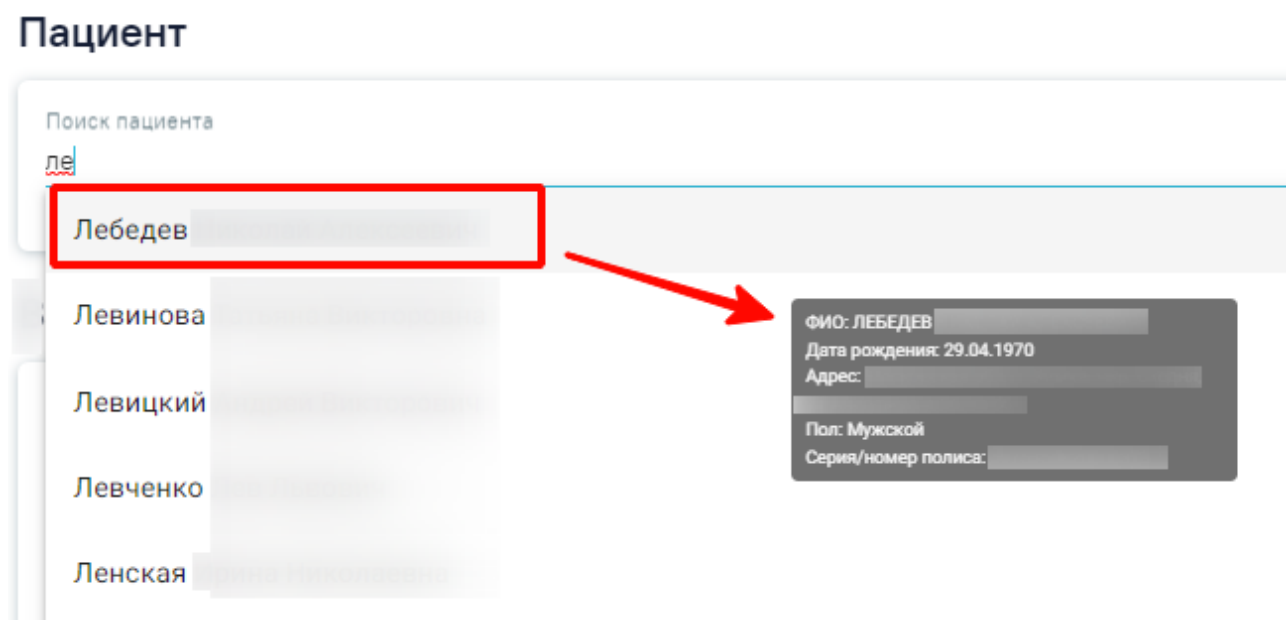 Пациент
Поиск пациента
ле
Лебедев
Левинова
ФИО: ЛЕБЕДЕВ
Дата рождения: 29.04.1970
Адрес:
Левицкий
Пол: Мужской
Серия/номер полиса:
Левченко
Ленская